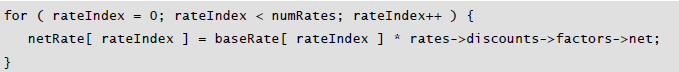 for ( rateIndex = 0; rateIndex < numRates; rateIndex++ ) {
   netRate[ rateIndex ] = baseRate[ rateIndex ] * rates->discounts->factors->net;
}